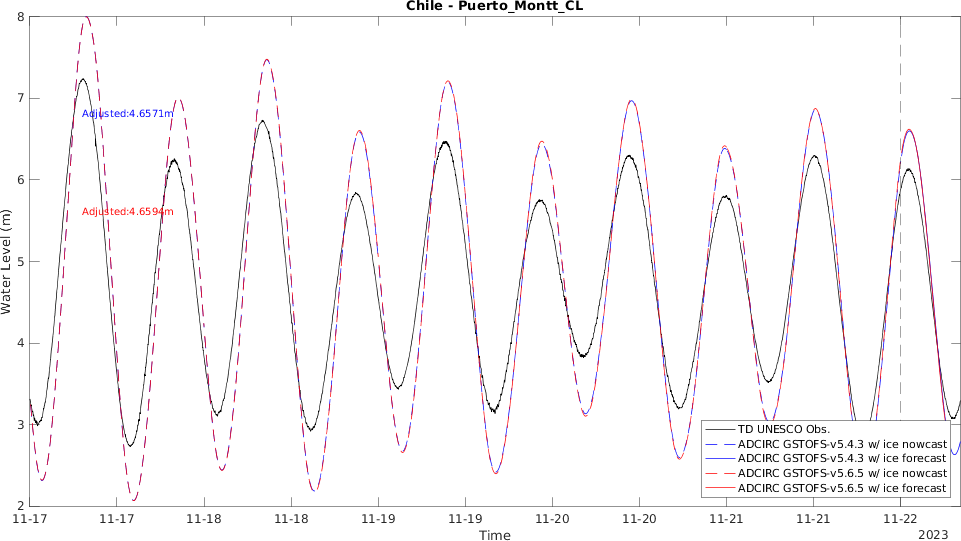 Chile - Puerto_Montt_CL
8
7
6
5
4
3
2
Water Level (m)
Adjusted:4.6571m
Adjusted:4.6594m
TD UNESCO Obs.
ADCIRC GSTOFS-v5.4.3 w/ ice nowcast
ADCIRC GSTOFS-v5.4.3 w/ ice forecast
ADCIRC GSTOFS-v5.6.5 w/ ice nowcast
ADCIRC GSTOFS-v5.6.5 w/ ice forecast
11-17 11-17 11-18 11-18 11-19 11-19 11-20 11-20 11-21 11-21 11-22
Time
2023